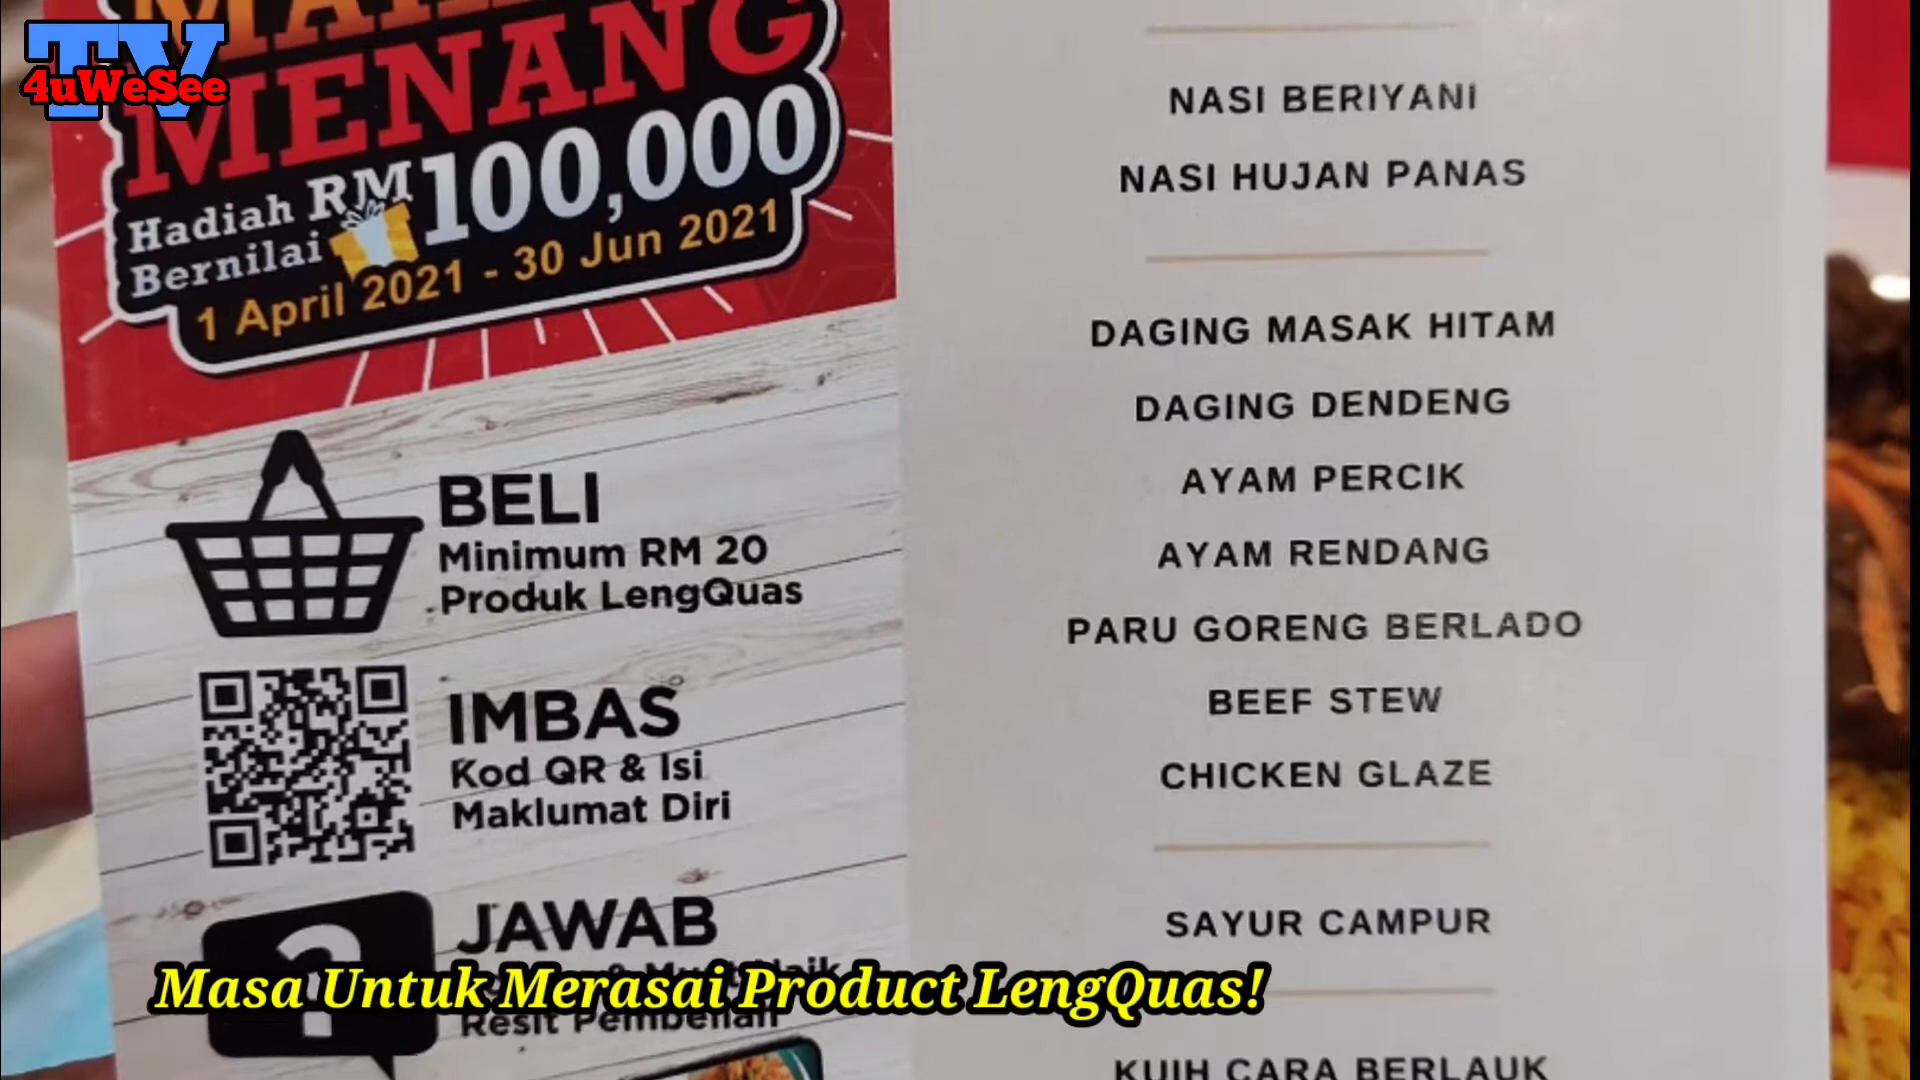 TV
4uWeSee
MENANG
Hadiah RM 100,000
Bernilai
1 April 2021 - 30 Jun 2021
BELI
Minimum RM 20
Produk LengQuas
IMBAS
Kod QR & Isi
Maklumat Diri
JAWAB
Resit Pembelian
NASI BERIYANI
NASI HUJAN PANAS
DAGING MASAK HITAM
DAGING DENDENG
AYAM PERCIK
AYAM RENDANG
PARU GORENG BERLADO
BEEF STEW
CHICKEN GLAZE
SAYUR CAMPUR
KUIH CARA BERLAUK
Masa Untuk Merasai Product LengQuas!